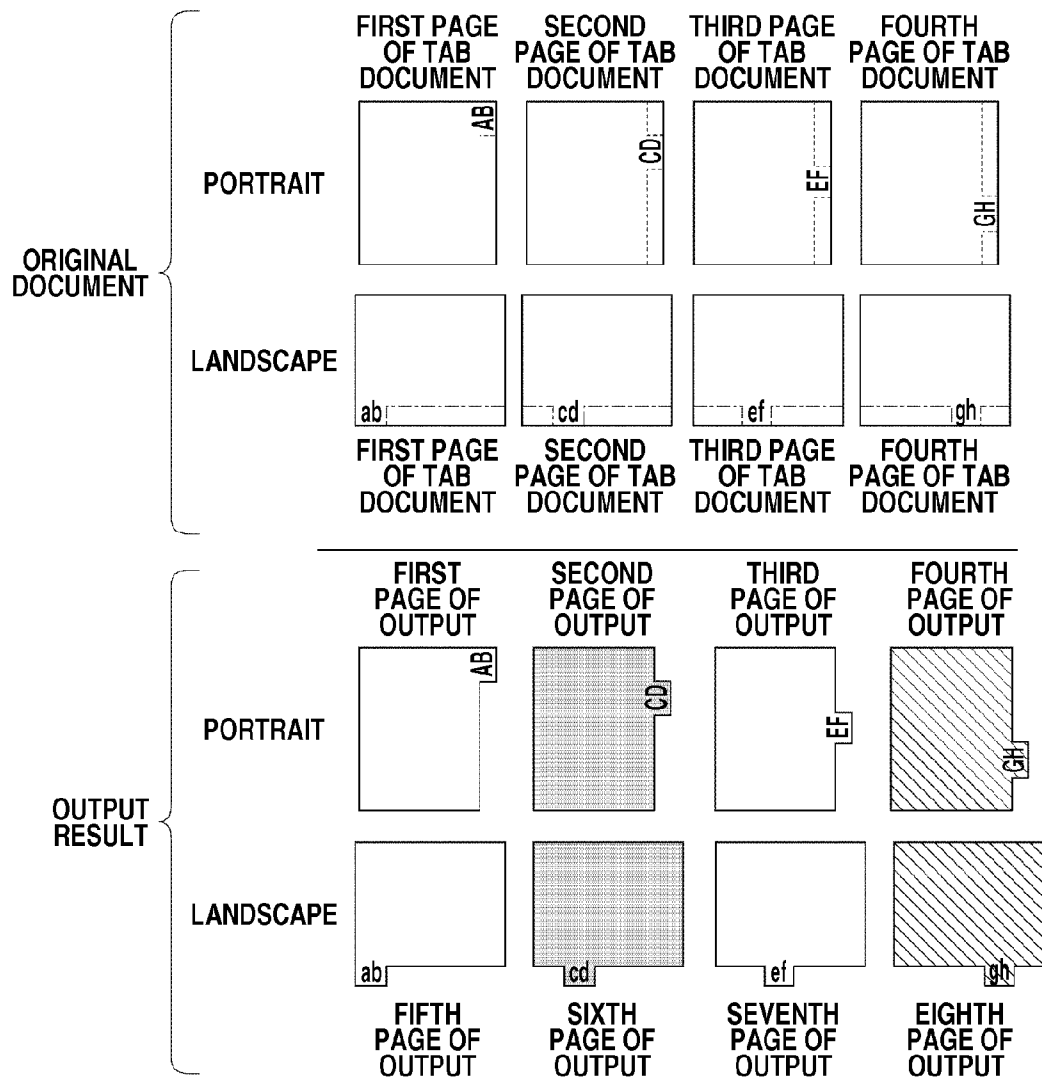 FIRST PAGE
OF TAB
DOCUMENT
SECOND
PAGE OF TAB
DOCUMENT
THIRD PAGE
OF TAB
DOCUMENT
FOURTH
PAGE OF TAB
DOCUMENT
ORIGINAL
DOCUMENT
PORTRAIT
AB
CD
EF
GH
LANDSCAPE
ab
cd
ef
gh
FIRST PAGE
OF TAB
DOCUMENT
SECOND
PAGE OF TAB
DOCUMENT
THIRD PAGE
OF TAB
DOCUMENT
FOURTH
PAGE OF TAB
DOCUMENT
FIRST
PAGE OF
OUTPUT
SECOND
PAGE OF
OUTPUT
THIRD
PAGE OF
OUTPUT
FOURTH
PAGE OF
OUTPUT
OUTPUT
RESULT
PORTRAIT
AB
CD
EF
GH
LANDSCAPE
ab
cd
ef
gh
FIFTH
PAGE OF
OUTPUT
SIXTH
PAGE OF
OUTPUT
SEVENTH
PAGE OF
OUTPUT
EIGHTH
PAGE OF
OUTPUT